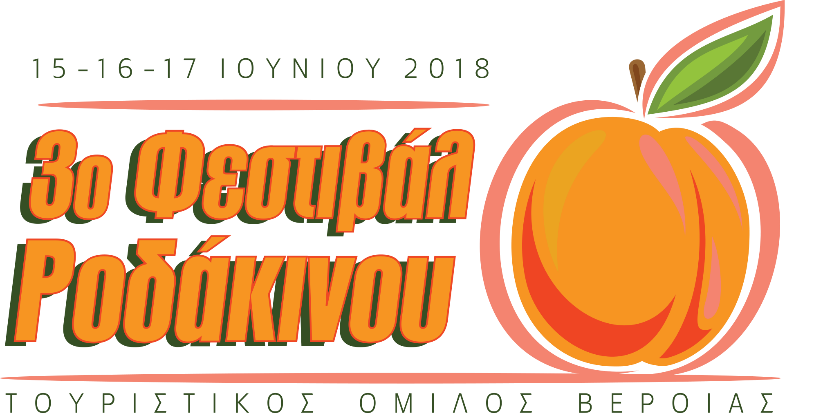 15-16-17 ΙΟΥΝΙΟΥ 2018
3ο Φεστιβάλ
Ροδάκινου
ΤΟΥΡΙΣΤΙΚΟΣ ΟΜΙΛΟΣ ΒΕΡΟΙΑΣ